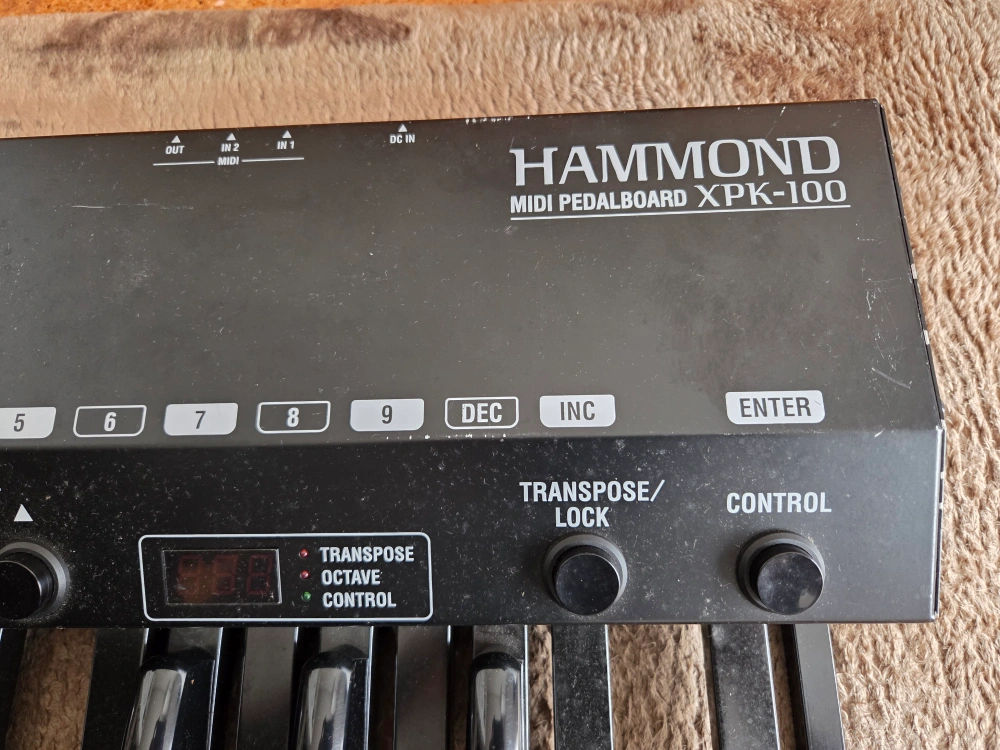 OUT IN 2 IN 1 DC IN
MIDI
HAMMOND
MIDI PEDALBOARD XPK-100
5 6 7 8 9 DEC INC ENTER
TRANSPOSE/
LOCK
CONTROL
TRANSPOSE
OCTAVE
CONTROL